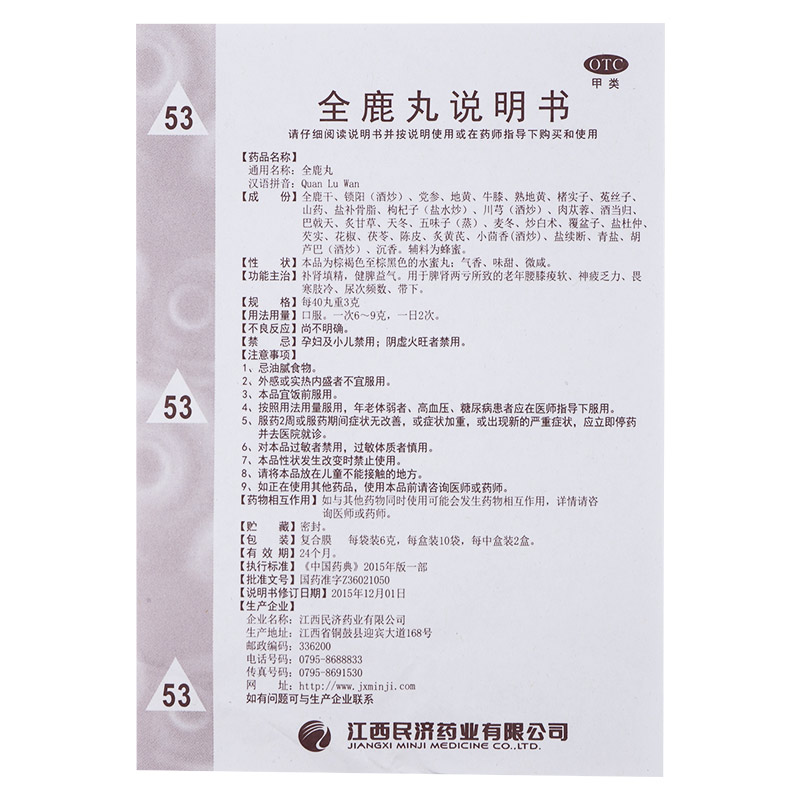 OTC
甲类
53
全鹿丸说明书
请仔细阅读说明书并按说明使用或在药师指导下购买和使用
【药品名称】
通用名称：全鹿丸
汉语拼音：Quan Lu Wan
【成　份】全鹿干、锁阳（酒炒）、党参、地黄、牛膝、熟地黄、楮实子、菟丝子、
山药、盐补骨脂、枸杞子（盐水炒）、川芎（酒炒）、肉苁蓉、酒当归、
巴戟天、炙甘草、天冬、五味子（蒸）、麦冬、炒白术、覆盆子、盐杜仲、
芡实、花椒、茯苓、陈皮、炙黄芪、小茴香(酒炒)、盐续断、青盐、胡
芦巴（酒炒）、沉香。辅料为蜂蜜。
【性　状】本品为棕褐色至棕黑色的水蜜丸；气香、味甜、微咸。
【功能主治】补肾填精，健脾益气。用于脾肾两亏所致的老年腰膝痠软、神疲乏力、畏
寒肢冷、尿次频数、带下。
【规　格】每40丸重3克
【用法用量】口服。一次6～9克，一日2次。
【不良反应】尚不明确。
【禁　忌】孕妇及小儿禁用；阴虚火旺者禁用。
【注意事项】
1、忌油腻食物。
2、外感或实热内盛者不宜服用。
53
3、本品宜饭前服用。
4、按照用法用量服用，年老体弱者、高血压、糖尿病患者应在医师指导下服用。
5、服药2周或服药期间症状无改善，或症状加重，或出现新的严重症状，应立即停药
并去医院就诊。
6、对本品过敏者禁用，过敏体质者慎用。
7、本品性状发生改变时禁止使用。
8、请将本品放在儿童不能接触的地方。
9、如正在使用其他药品，使用本品前请咨询医师或药师。
【药物相互作用】如与其他药物同时使用可能会发生药物相互作用，详情请咨
询医师或药师。
【贮　藏】密封。
【包　装】复合膜　每袋装6克，每盒装10袋，每中盒装2盒。
【有 效 期】24个月。
【执行标准】《中国药典》2015年版一部
【批准文号】国药准字Z36021050
【说明书修订日期】2015年12月01日
【生产企业】
企业名称：江西民济药业有限公司
生产地址：江西省铜鼓县迎宾大道168号
邮政编码：336200
电话号码：0795-8688833
传真号码：0795-8691530
网　址：http://www.jxminji.com
53
如有问题可与生产企业联系
江西民济药业有限公司
JIANGXI MINJI MEDICINE CO.,LTD.